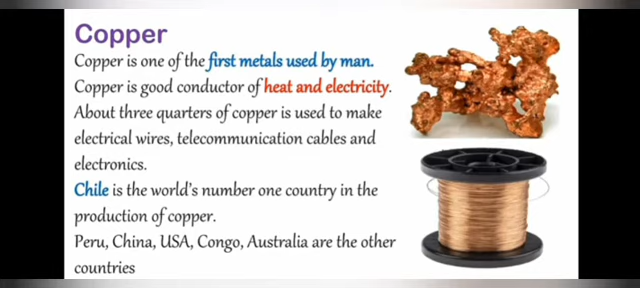 Copper
Copper is one of the first metals used by man.
Copper is good conductor of heat and electricity.
About three quarters of copper is used to make
electrical wires, telecommunication cables and
electronics.
Chile is the world's number one country in the
production of copper.
Peru, China, USA, Congo, Australia are the other
countries